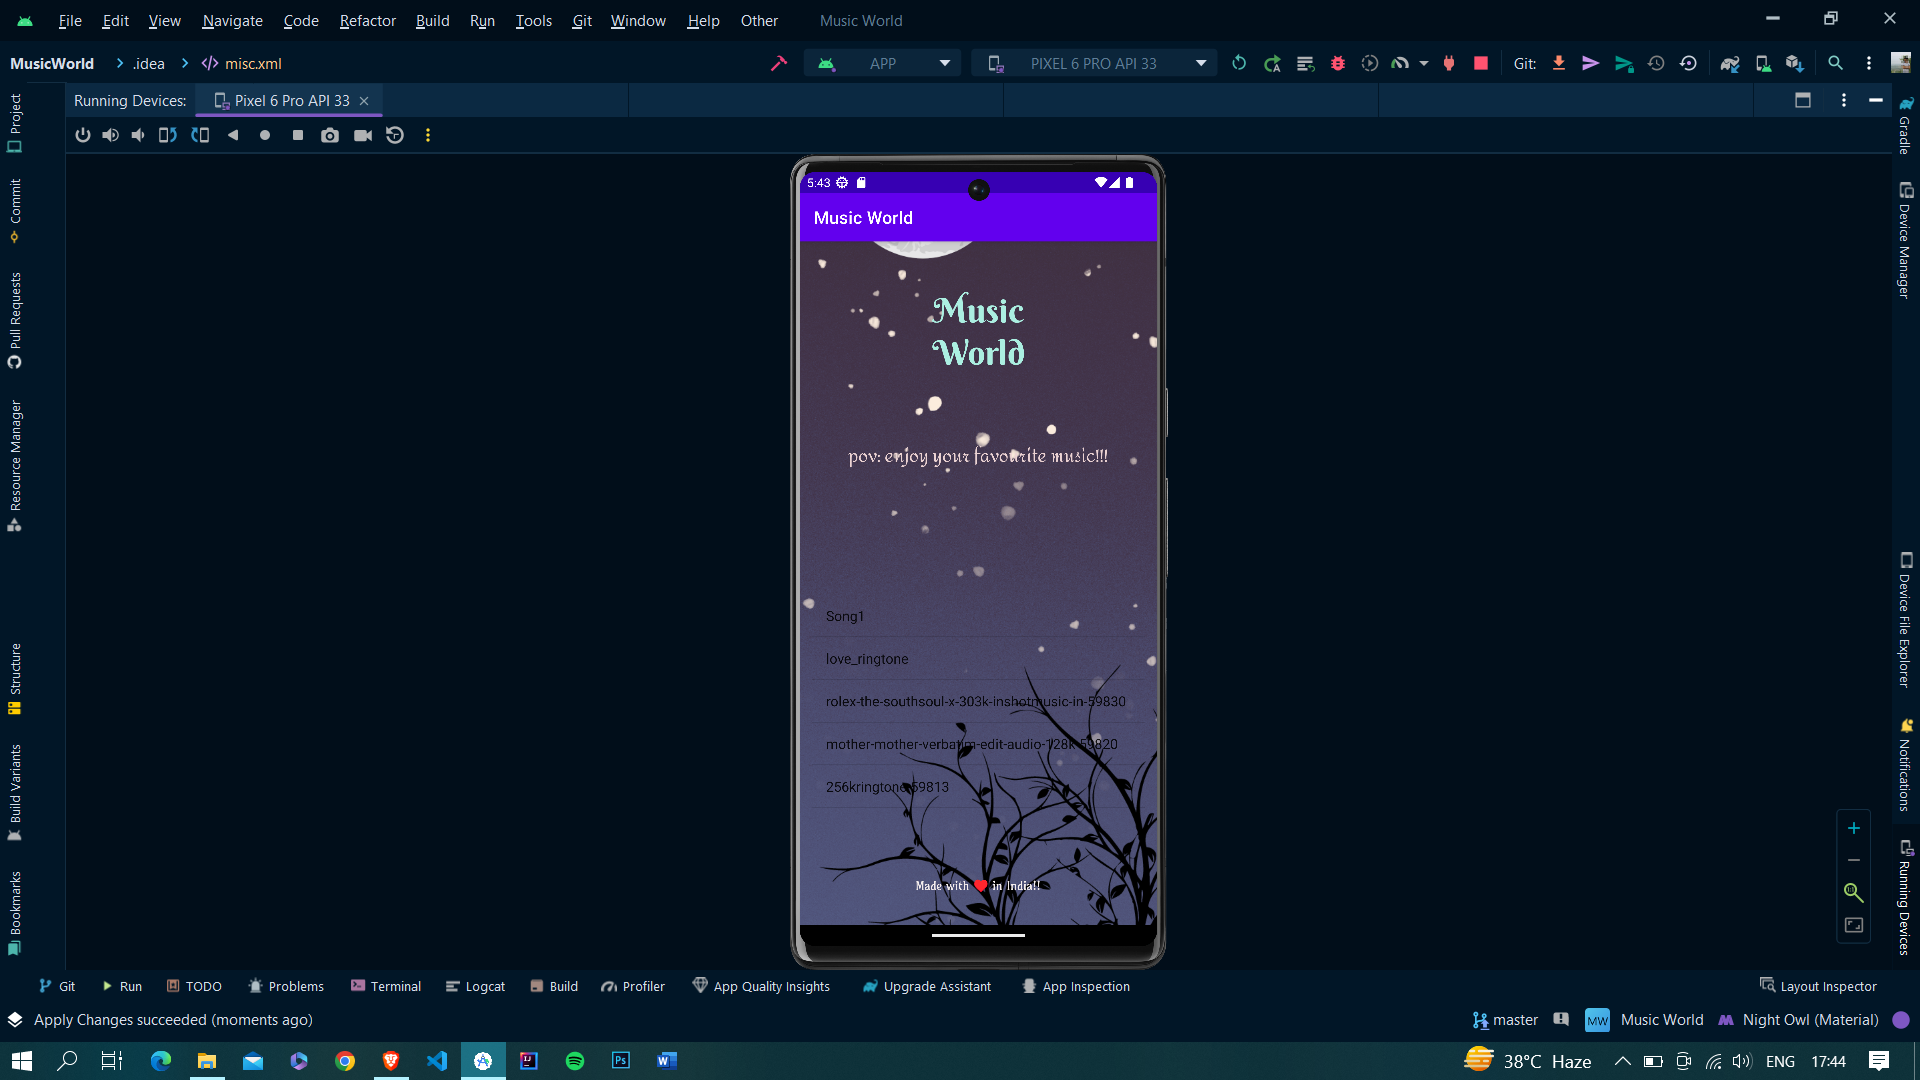 File Edit View Navigate Code Refactor Build Run Tools Git Window Help Other Music World
MusicWorld .idea misc.xml APP PIXEL 6 PRO API 33 Git:
Running Devices: Pixel 6 Pro API 33
Project
Commit
Pull Requests
Resource Manager
Structure
Build Variants
Bookmarks
5:43
Music World
Music
World
pov: enjoy your favourite music!!!
Song1
love_ringtone
rolex-the-southsoul-x-303k-inshotmusic-in-59830
mother-mother-verbatim-edit-audio-128k-59820
256kringtone-59813
Made with ❤ in India!!
Gradle
Device Manager
Device File Explorer
Notifications
Running Devices
1:1
Git Run TODO Problems Terminal Logcat Build Profiler App Quality Insights Upgrade Assistant App Inspection Layout Inspector
Apply Changes succeeded (moments ago) master MW Music World Night Owl (Material)
Ps W 38°C Haze ENG 17:44